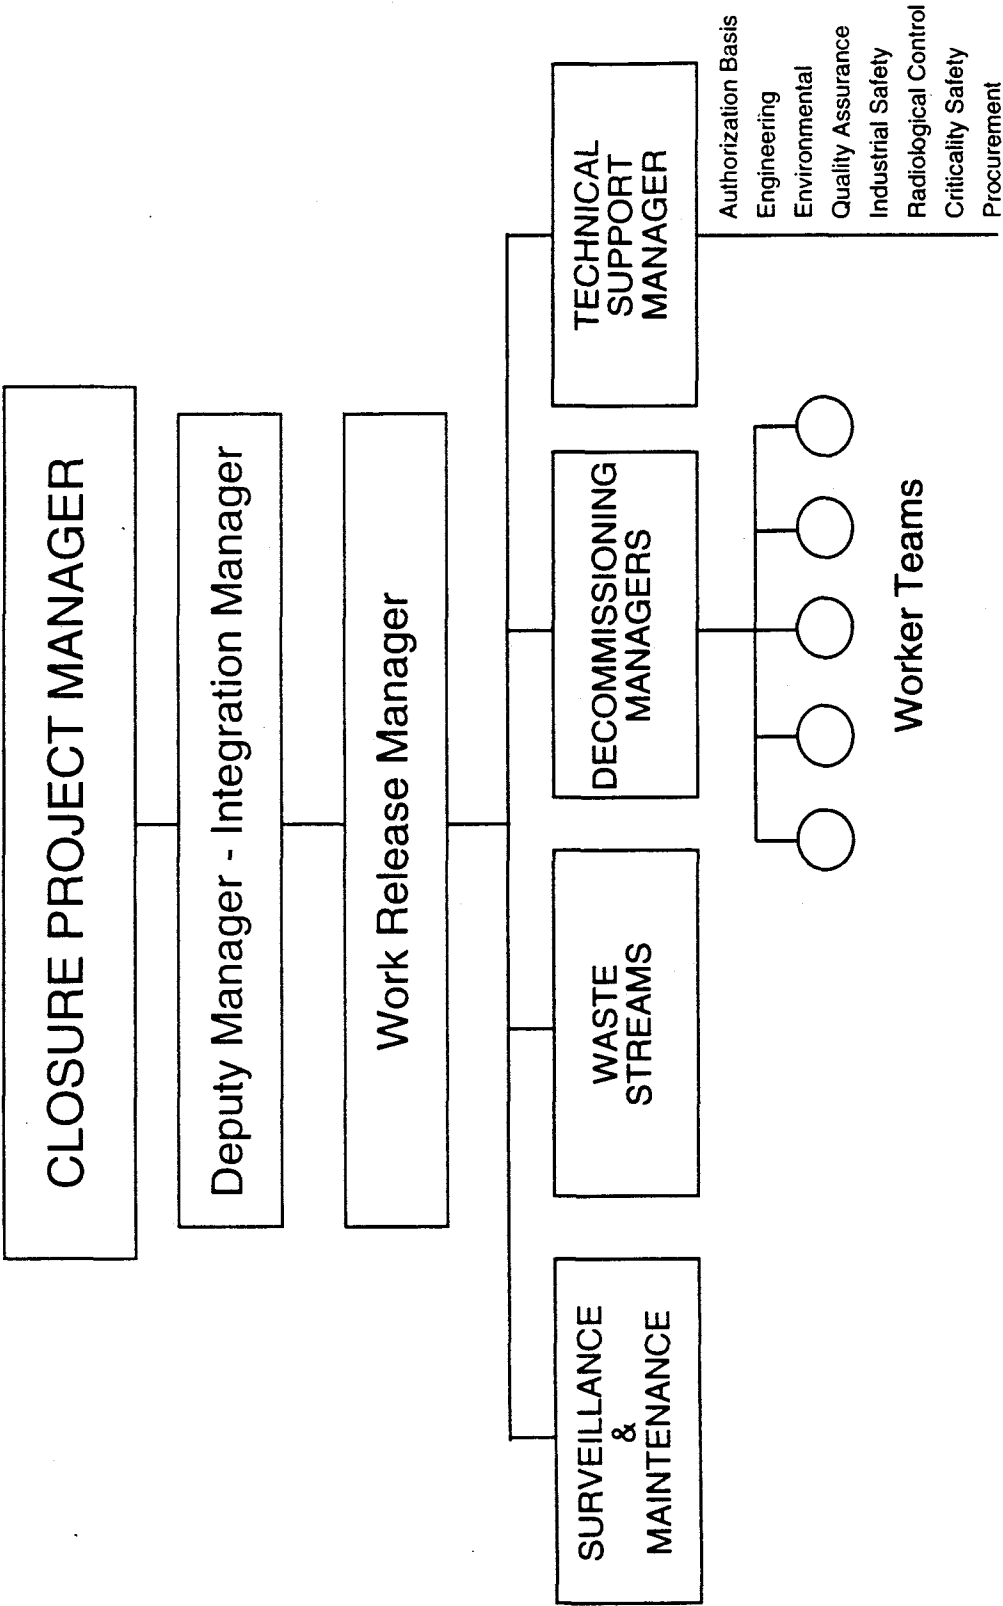 CLOSURE PROJECT MANAGER
Deputy Manager - Integration Manager
Work Release Manager
SURVEILLANCE
&
MAINTENANCE
WASTE
STREAMS
DECOMMISSIONING
MANAGERS
TECHNICAL
SUPPORT
MANAGER
Worker Teams
Authorization Basis
Engineering
Environmental
Quality Assurance
Industrial Safety
Radiological Control
Criticality Safety
Procurement